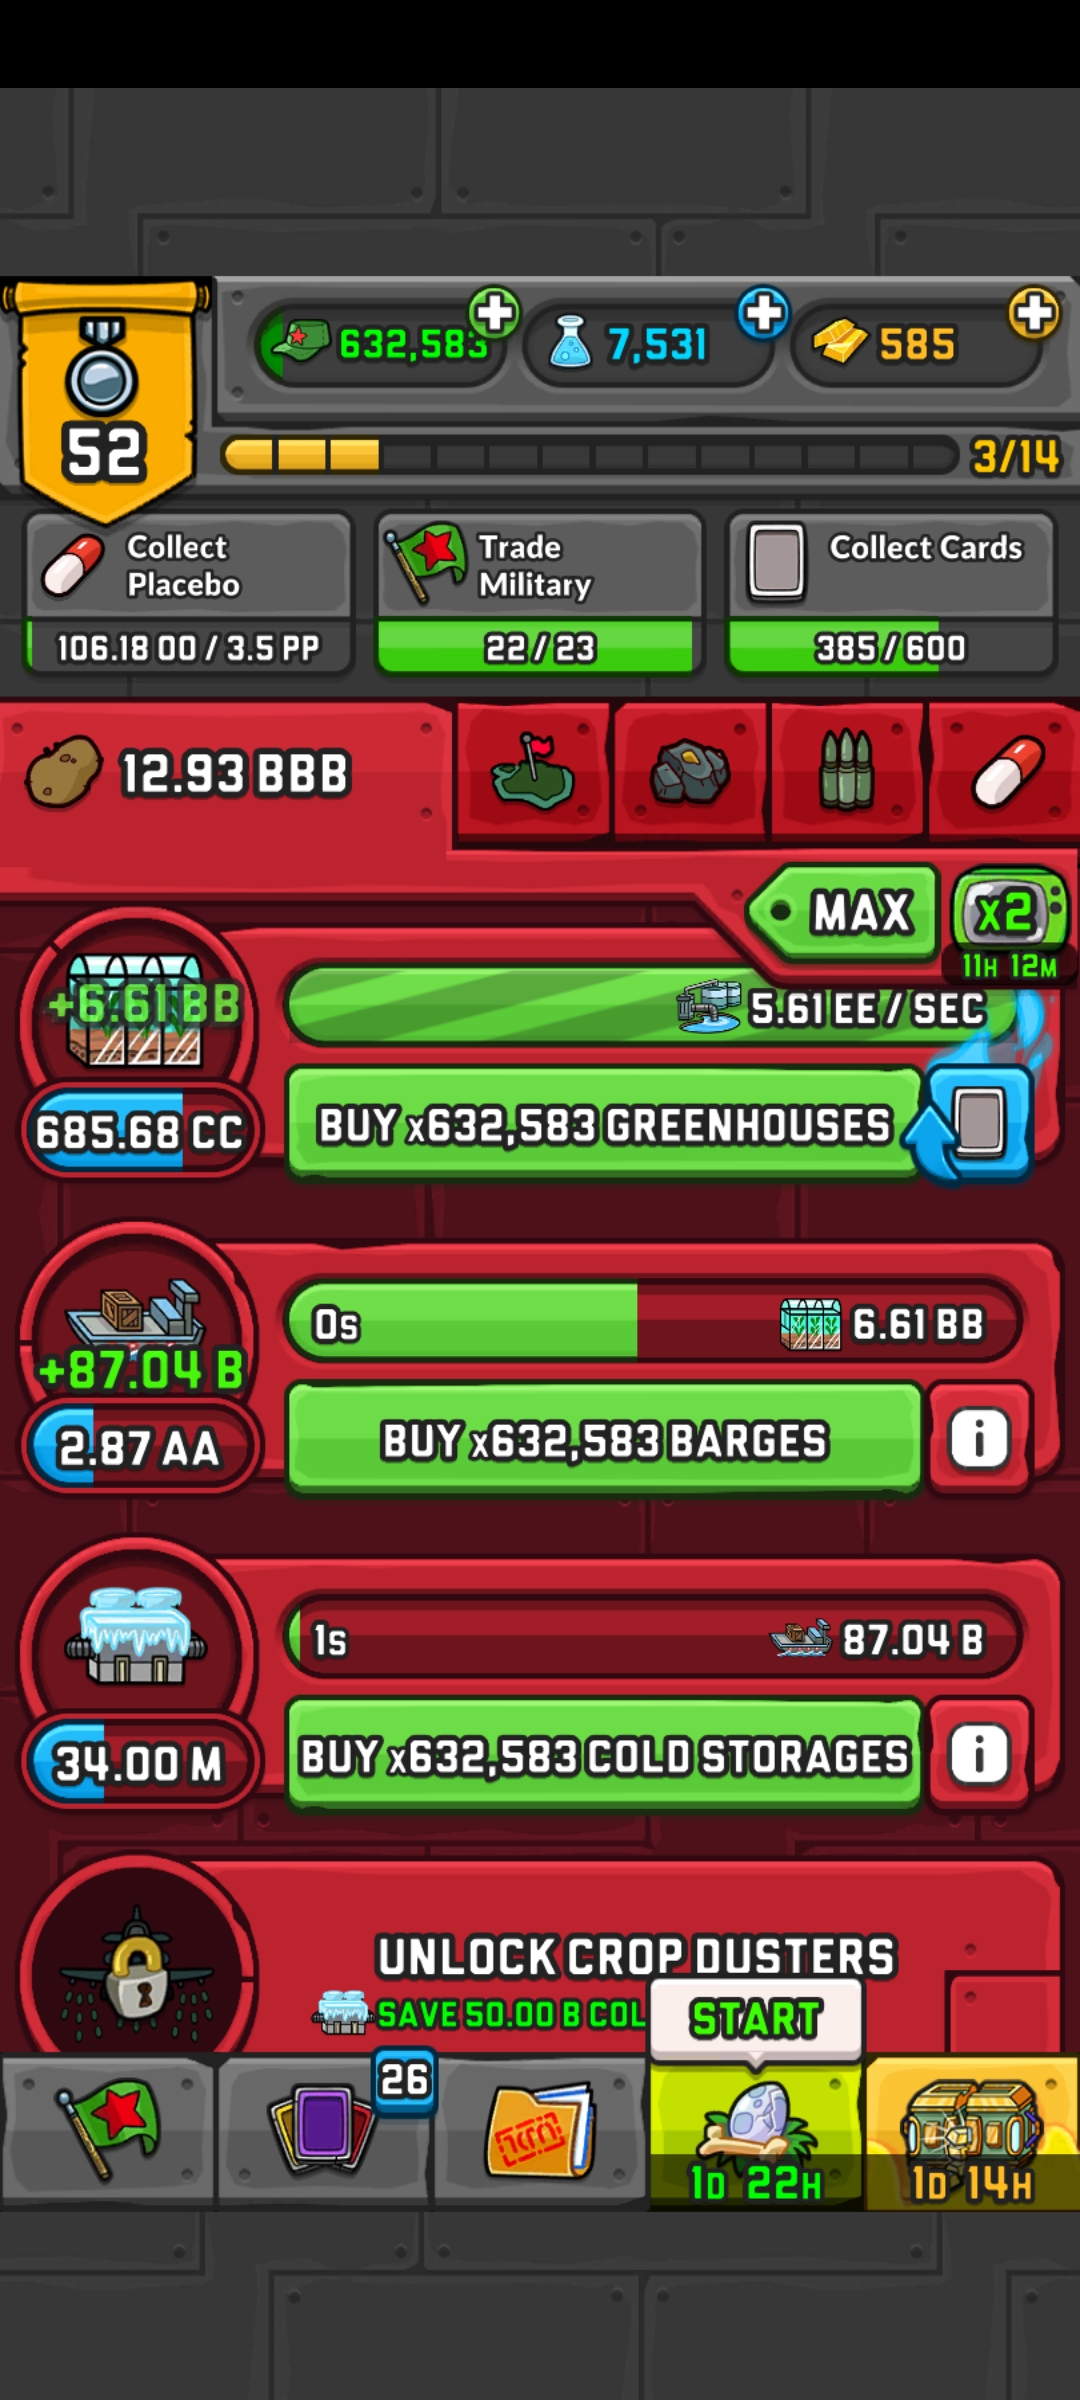 632,583
7,531
585
52
3/14
Collect
Placebo
106.18 OO / 3.5 PP
Trade
Military
22 / 23
Collect Cards
385 / 600
12.93 BBB
MAX
x2
11H 12M
+6.61 BB
5.61 EE / SEC
685.68 CC
BUY x632,583 GREENHOUSES
0s
6.61 BB
+87.04 B
2.87 AA
BUY x632,583 BARGES
i
1s
87.04 B
34.00 M
BUY x632,583 COLD STORAGES
i
UNLOCK CROP DUSTERS
SAVE 50.00 B COL
START
26
1D 22H
1D 14H